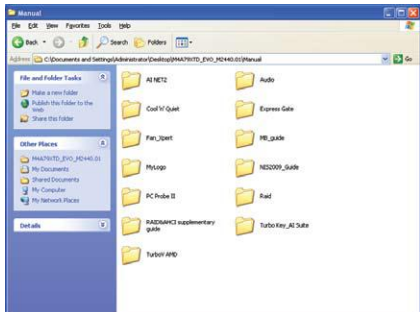 Manual
File Edit View Favorites Tools Help
Back Search Folders
Address C:\Documents and Settings\Administrator\Desktop\M4A79XTD_EVO_M2440.01\Manual Go
File and Folder Tasks
Make a new folder
Publish this folder to the Web
Share this folder
Other Places
M4A79XTD_EVO_M2440.01
My Documents
Shared Documents
My Computer
My Network Places
Details
AI NET2
Audio
Cool 'n' Quiet
Express Gate
Fan_Xpert
MB_guide
MyLogo
NIS2009_Guide
PC Probe II
Raid
RAID&AHCI supplementary guide
Turbo Key_AI Suite
TurboV AMD